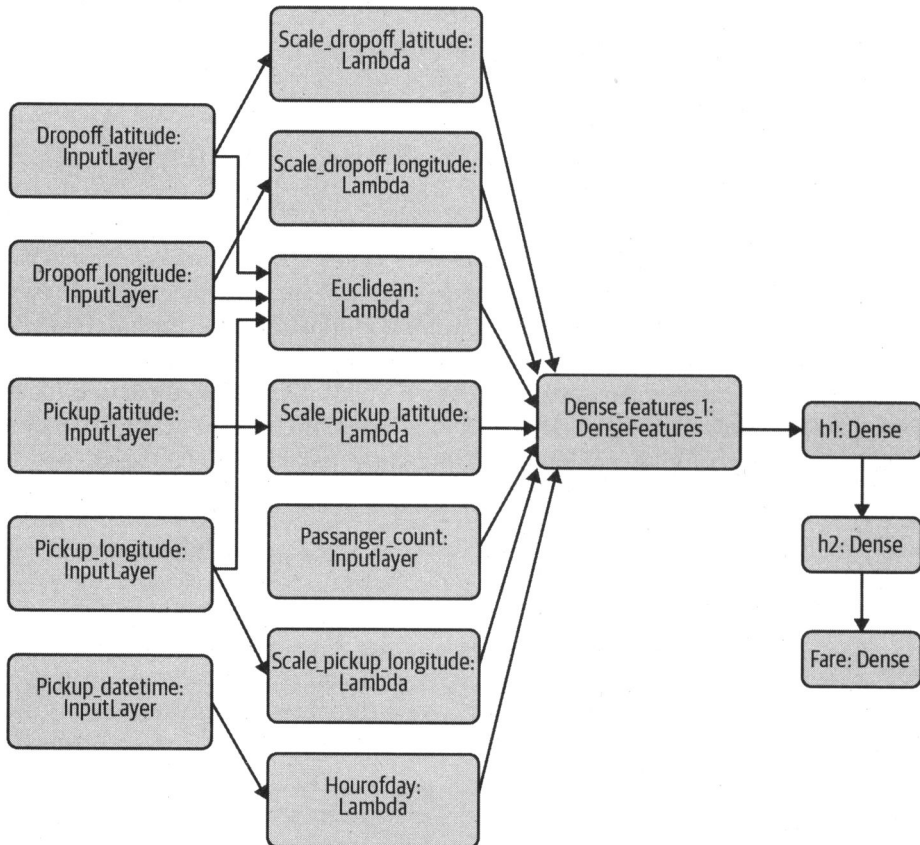 Scale_dropoff_latitude:
Lambda
Dropoff_latitude:
InputLayer
Scale_dropoff_longitude:
Lambda
Dropoff_longitude:
InputLayer
Euclidean:
Lambda
Pickup_latitude:
InputLayer
Scale_pickup_latitude:
Lambda
Dense_features_1:
DenseFeatures
h1: Dense
Pickup_longitude:
InputLayer
Passanger_count:
Inputlayer
h2: Dense
Scale_pickup_longitude:
Lambda
Fare: Dense
Pickup_datetime:
InputLayer
Hourofday:
Lambda